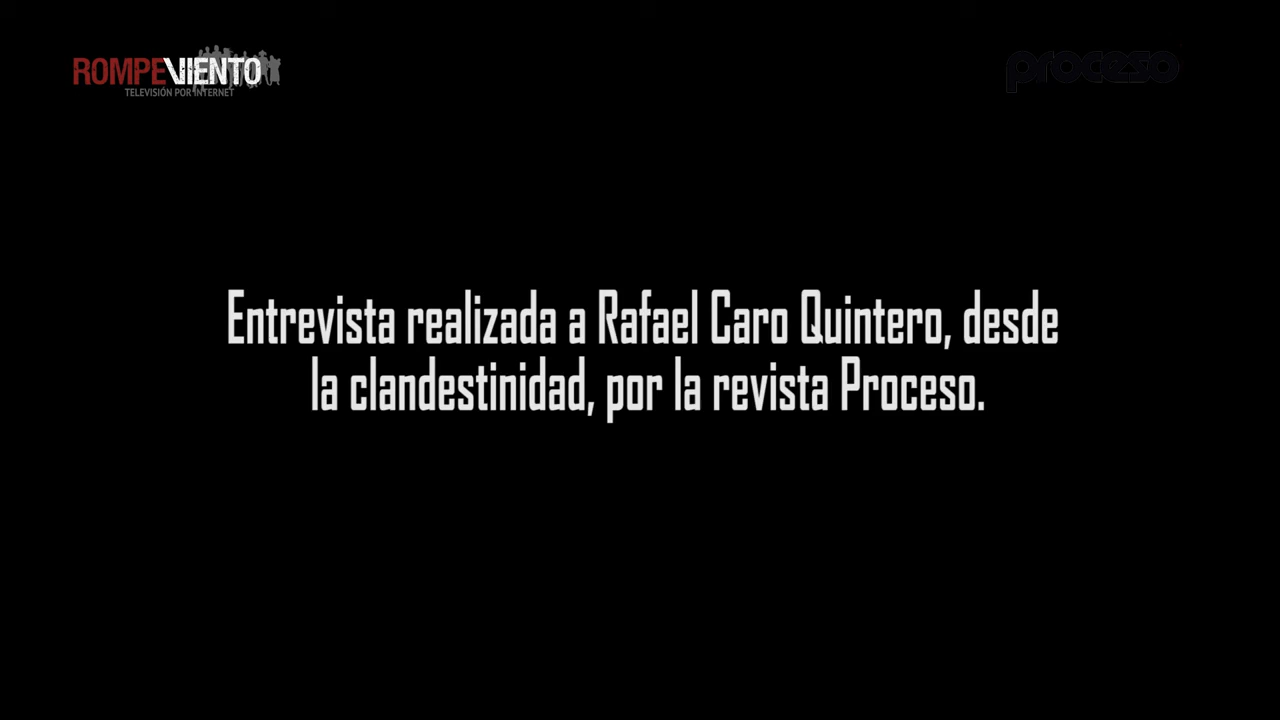 ROMPEVIENTO
TELEVISIÓN POR INTERNET
proceso
Entrevista realizada a Rafael Caro Quintero, desde
la clandestinidad, por la revista Proceso.